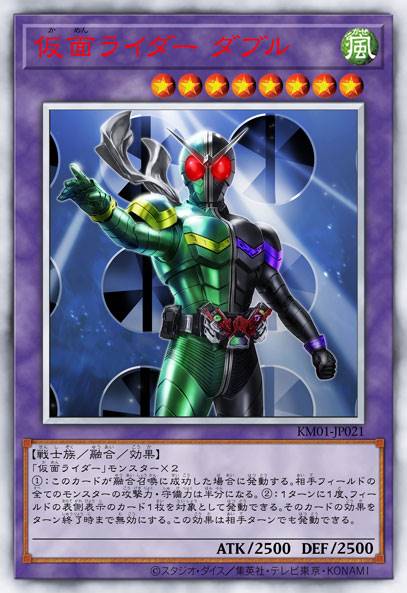 仮面ライダー ダブル
風
KM01-JP021
【戦士族／融合／効果】
「仮面ライダー」モンスター×2
①：このカードが融合召喚に成功した場合に発動する。相手フィールド
の全てのモンスターの攻撃力・守備力は半分になる。②：1ターンに1度、フィ
ールドの表側表示のカード1枚を対象として発動できる。そのカードの効果を
ターン終了時まで無効にする。この効果は相手ターンでも発動できる。
ATK/2500 DEF/2500
©スタジオ・ダイス/集英社・テレビ東京・KONAMI